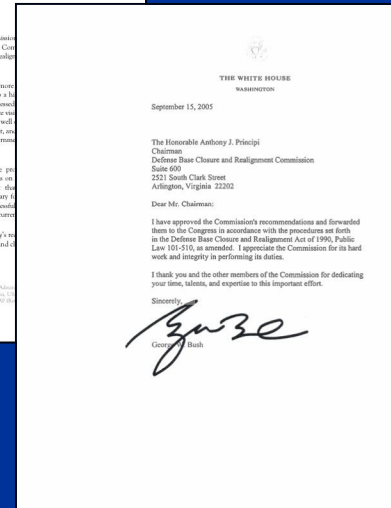 THE WHITE HOUSE
WASHINGTON
September 15, 2005
The Honorable Anthony J. Principi
Chairman
Defense Base Closure and Realignment Commission
Suite 600
2521 South Clark Street
Arlington, Virginia 22202
Dear Mr. Chairman:
I have approved the Commission's recommendations and forwarded
them to the Congress in accordance with the procedures set forth
in the Defense Base Closure and Realignment Act of 1990, Public
Law 101-510, as amended. I appreciate the Commission for its hard
work and integrity in performing its duties.
I thank you and the other members of the Commission for dedicating
your time, talents, and expertise to this important effort.
Sincerely,
George W. Bush